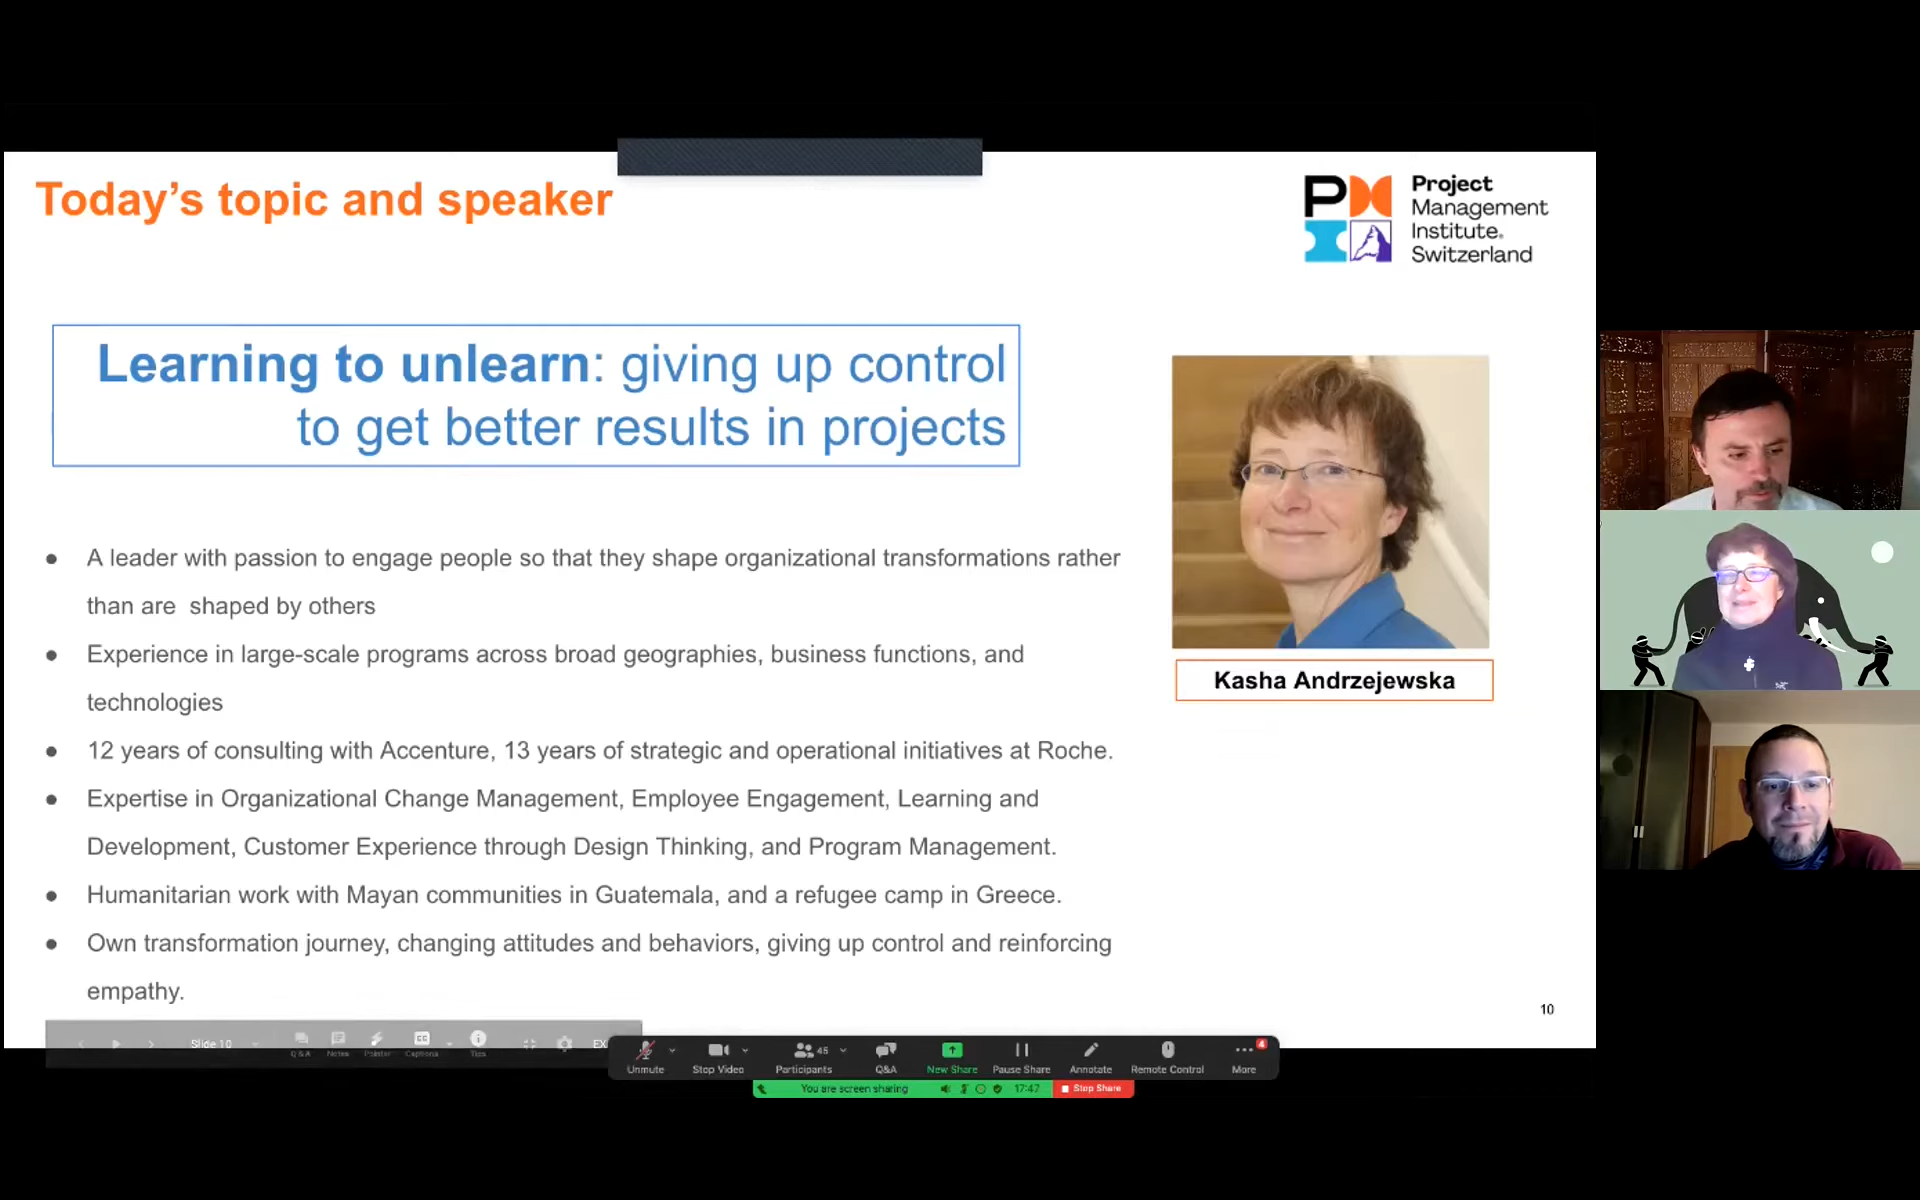 Today's topic and speaker
Project
Management
Institute.
Switzerland
Learning to unlearn: giving up control
to get better results in projects
Kasha Andrzejewska
● A leader with passion to engage people so that they shape organizational transformations rather
than are shaped by others
● Experience in large-scale programs across broad geographies, business functions, and
technologies
● 12 years of consulting with Accenture, 13 years of strategic and operational initiatives at Roche.
● Expertise in Organizational Change Management, Employee Engagement, Learning and
Development, Customer Experience through Design Thinking, and Program Management.
● Humanitarian work with Mayan communities in Guatemala, and a refugee camp in Greece.
● Own transformation journey, changing attitudes and behaviors, giving up control and reinforcing
empathy.
10
Slide 10
Q&A Notes Pointer Captions Tips
EX
45
4
Unmute Stop Video Participants Q&A New Share Pause Share Annotate Remote Control More
You are screen sharing 17:47 Stop Share